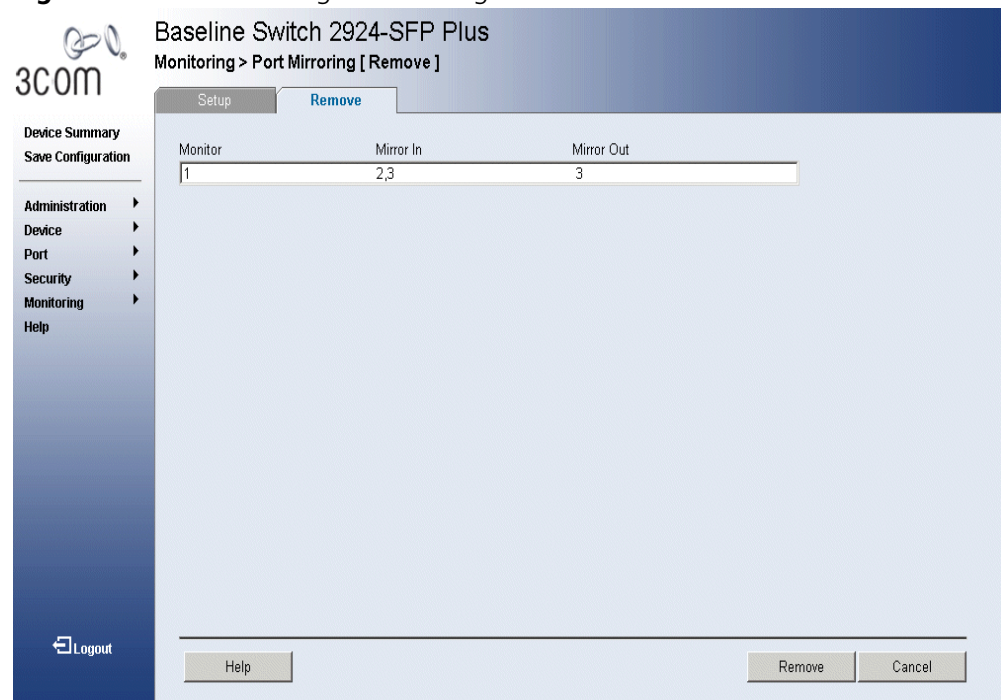 Baseline Switch 2924-SFP Plus
Monitoring > Port Mirroring [ Remove ]
3COM
Setup Remove
Device Summary
Save Configuration
Administration
Device
Port
Security
Monitoring
Help
Monitor Mirror In Mirror Out
1 2,3 3
Logout
Help Remove Cancel